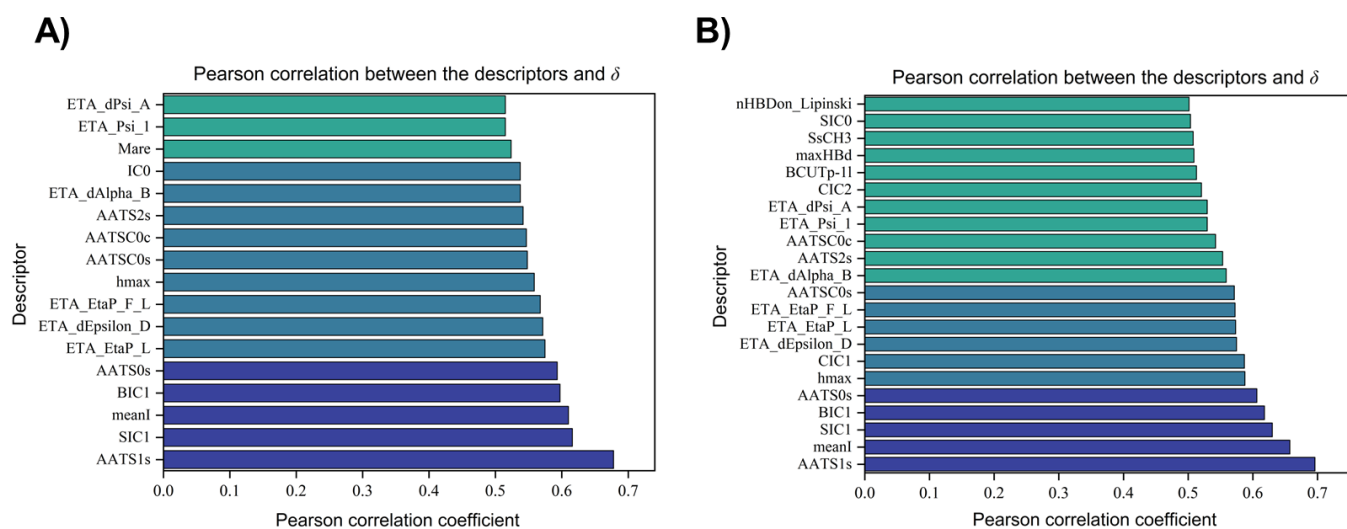 A)
Pearson correlation between the descriptors and δ
Descriptor
ETA_dPsi_A
ETA_Psi_1
Mare
IC0
ETA_dAlpha_B
AATS2s
AATSC0c
AATSC0s
hmax
ETA_EtaP_F_L
ETA_dEpsilon_D
ETA_EtaP_L
AATS0s
BIC1
meanI
SIC1
AATS1s
0.0 0.1 0.2 0.3 0.4 0.5 0.6 0.7
Pearson correlation coefficient
B)
Pearson correlation between the descriptors and δ
Descriptor
nHBDon_Lipinski
SIC0
SsCH3
maxHBd
BCUTp-1l
CIC2
ETA_dPsi_A
ETA_Psi_1
AATSC0c
AATS2s
ETA_dAlpha_B
AATSC0s
ETA_EtaP_F_L
ETA_EtaP_L
ETA_dEpsilon_D
CIC1
hmax
AATS0s
BIC1
SIC1
meanI
AATS1s
0.0 0.1 0.2 0.3 0.4 0.5 0.6 0.7
Pearson correlation coefficient